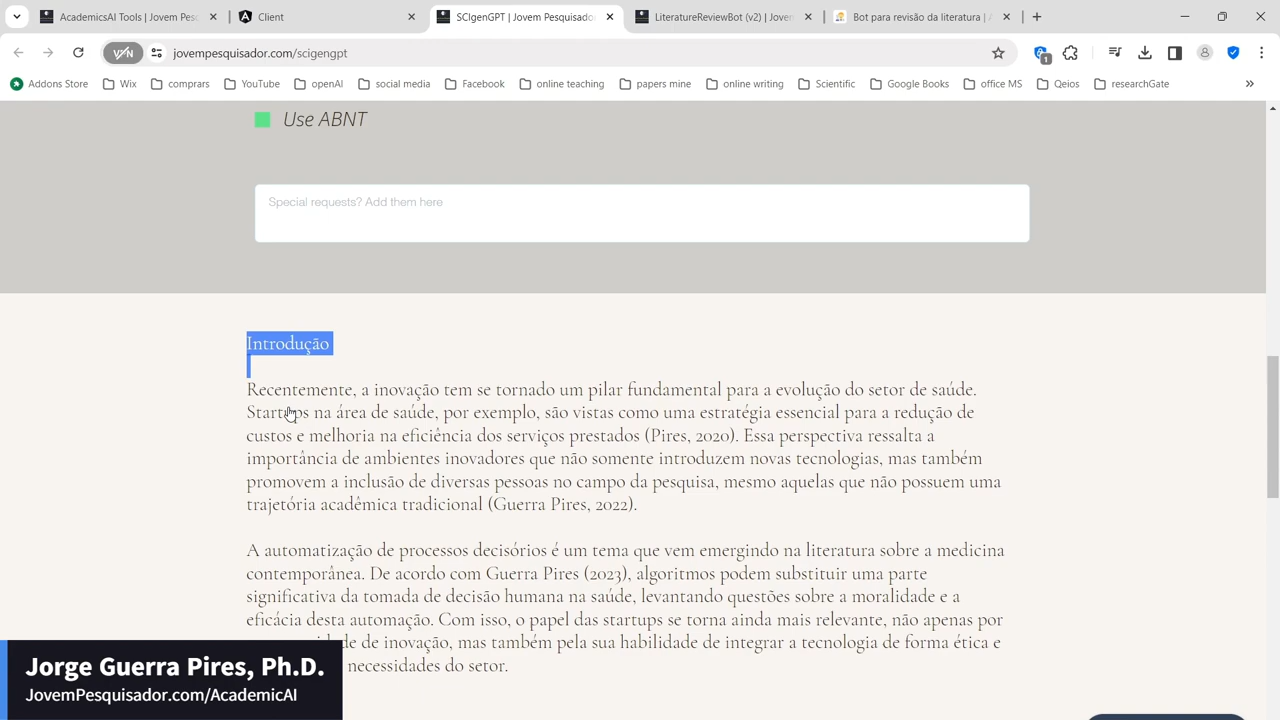 AcademicsAI Tools | Jovem Pesc
Client
SCIgenGPT | Jovem Pesquisador
LiteratureReviewBot (v2) | Jovem
Bot para revisão da literatura | A
jovempesquisador.com/scigengpt
1
Addons Store
Wix
comprars
YouTube
openAI
social media
Facebook
online teaching
papers mine
online writing
Scientific
Google Books
office MS
Qeios
researchGate
Use ABNT
Special requests? Add them here
Introdução
Recentemente, a inovação tem se tornado um pilar fundamental para a evolução do setor de saúde.
Startups na área de saúde, por exemplo, são vistas como uma estratégia essencial para a redução de
custos e melhoria na eficiência dos serviços prestados (Pires, 2020). Essa perspectiva ressalta a
importância de ambientes inovadores que não somente introduzem novas tecnologias, mas também
promovem a inclusão de diversas pessoas no campo da pesquisa, mesmo aquelas que não possuem uma
trajetória acadêmica tradicional (Guerra Pires, 2022).
A automatização de processos decisórios é um tema que vem emergindo na literatura sobre a medicina
contemporânea. De acordo com Guerra Pires (2023), algoritmos podem substituir uma parte
significativa da tomada de decisão humana na saúde, levantando questões sobre a moralidade e a
eficácia desta automação. Com isso, o papel das startups se torna ainda mais relevante, não apenas por
de de inovação, mas também pela sua habilidade de integrar a tecnologia de forma ética e
necessidades do setor.
Jorge Guerra Pires, Ph.D.
JovemPesquisador.com/AcademicAI